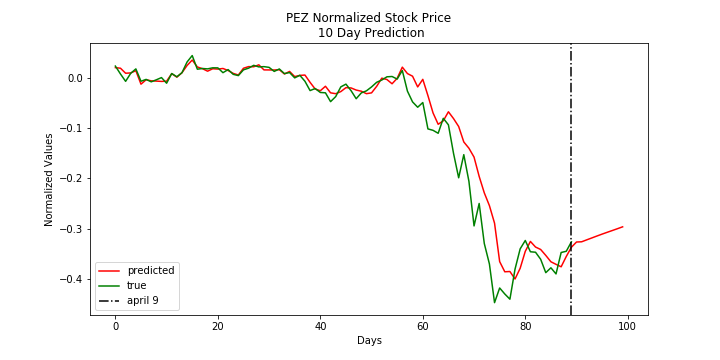 PEZ Normalized Stock Price
10 Day Prediction
Normalized Values
0.0
−0.1
−0.2
−0.3
−0.4
predicted
true
april 9
0 20 40 60 80 100
Days